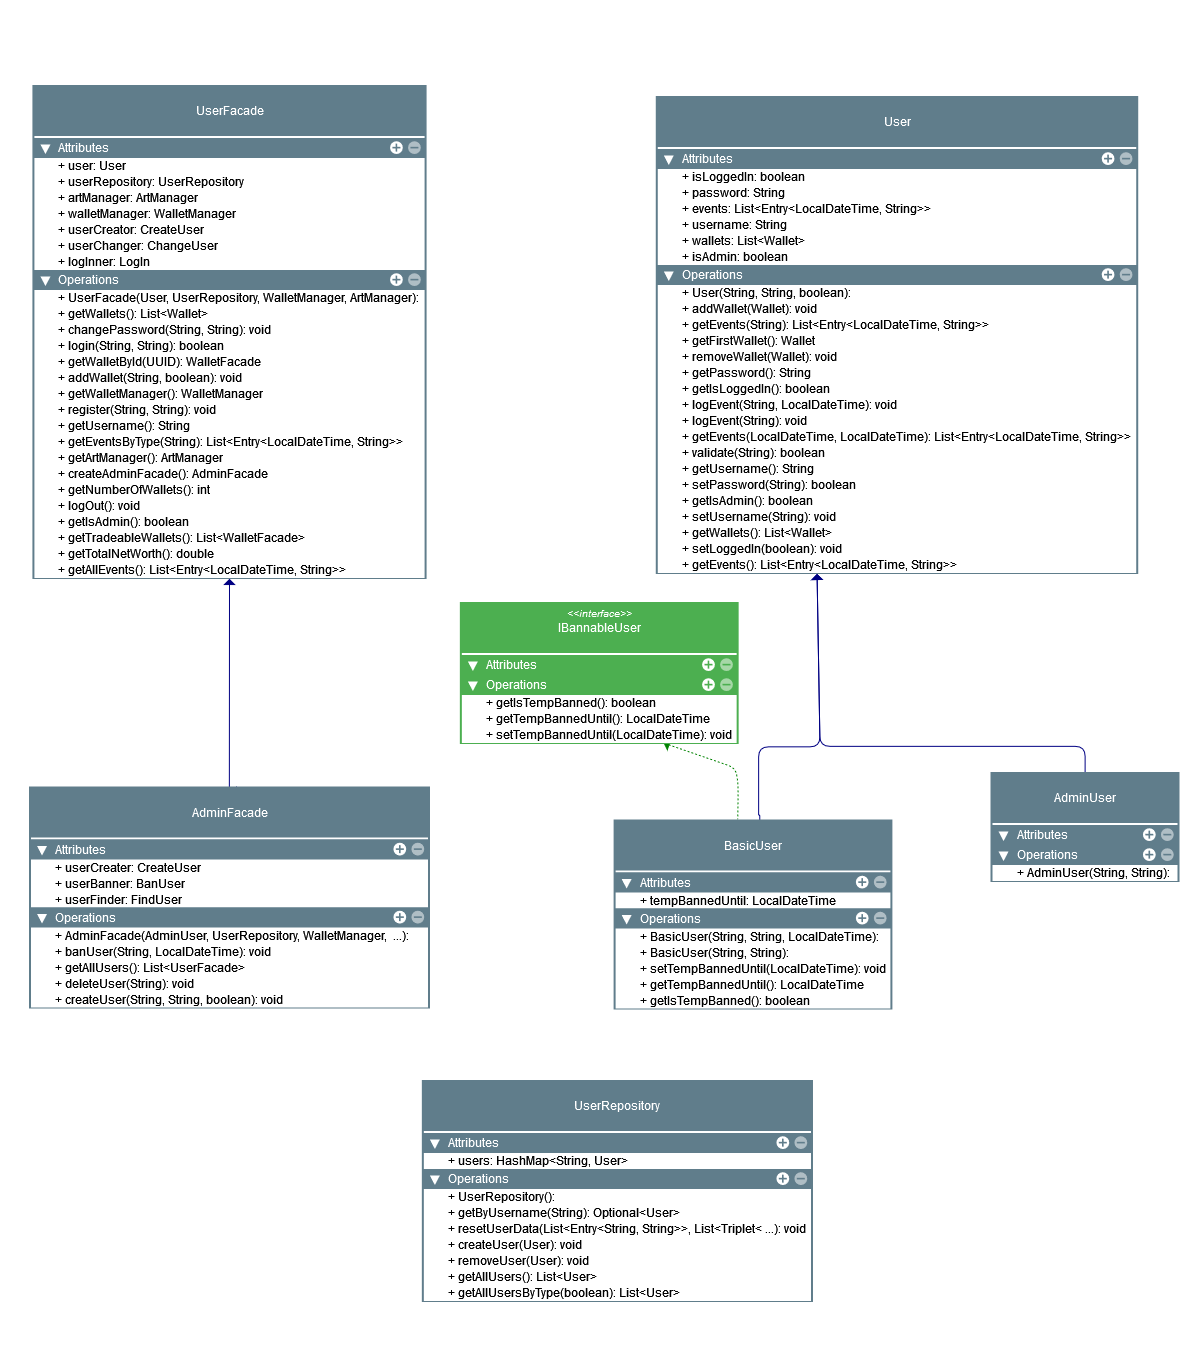 UserFacade
Attributes
+ user: User
+ userRepository: UserRepository
+ artManager: ArtManager
+ walletManager: WalletManager
+ userCreator: CreateUser
+ userChanger: ChangeUser
+ logInner: LogIn
Operations
+ UserFacade(User, UserRepository, WalletManager, ArtManager):
+ getWallets(): List<Wallet>
+ changePassword(String, String): void
+ login(String, String): boolean
+ getWalletById(UUID): WalletFacade
+ addWallet(String, boolean): void
+ getWalletManager(): WalletManager
+ register(String, String): void
+ getUsername(): String
+ getEventsByType(String): List<Entry<LocalDateTime, String>>
+ getArtManager(): ArtManager
+ createAdminFacade(): AdminFacade
+ getNumberOfWallets(): int
+ logOut(): void
+ getIsAdmin(): boolean
+ getTradeableWallets(): List<WalletFacade>
+ getTotalNetWorth(): double
+ getAllEvents(): List<Entry<LocalDateTime, String>>
User
Attributes
+ isLoggedIn: boolean
+ password: String
+ events: List<Entry<LocalDateTime, String>>
+ username: String
+ wallets: List<Wallet>
+ isAdmin: boolean
Operations
+ User(String, String, boolean):
+ addWallet(Wallet): void
+ getEvents(String): List<Entry<LocalDateTime, String>>
+ getFirstWallet(): Wallet
+ removeWallet(Wallet): void
+ getPassword(): String
+ getIsLoggedIn(): boolean
+ logEvent(String, LocalDateTime): void
+ logEvent(String): void
+ getEvents(LocalDateTime, LocalDateTime): List<Entry<LocalDateTime, String>>
+ validate(String): boolean
+ getUsername(): String
+ setPassword(String): boolean
+ getIsAdmin(): boolean
+ setUsername(String): void
+ getWallets(): List<Wallet>
+ setLoggedIn(boolean): void
+ getEvents(): List<Entry<LocalDateTime, String>>
<<interface>>
IBannableUser
Attributes
Operations
+ getIsTempBanned(): boolean
+ getTempBannedUntil(): LocalDateTime
+ setTempBannedUntil(LocalDateTime): void
AdminFacade
Attributes
+ userCreater: CreateUser
+ userBanner: BanUser
+ userFinder: FindUser
Operations
+ AdminFacade(AdminUser, UserRepository, WalletManager, ...):
+ banUser(String, LocalDateTime): void
+ getAllUsers(): List<UserFacade>
+ deleteUser(String): void
+ createUser(String, String, boolean): void
BasicUser
Attributes
+ tempBannedUntil: LocalDateTime
Operations
+ BasicUser(String, String, LocalDateTime):
+ BasicUser(String, String):
+ setTempBannedUntil(LocalDateTime): void
+ getTempBannedUntil(): LocalDateTime
+ getIsTempBanned(): boolean
AdminUser
Attributes
Operations
+ AdminUser(String, String):
UserRepository
Attributes
+ users: HashMap<String, User>
Operations
+ UserRepository():
+ getByUsername(String): Optional<User>
+ resetUserData(List<Entry<String, String>>, List<Triplet< ...): void
+ createUser(User): void
+ removeUser(User): void
+ getAllUsers(): List<User>
+ getAllUsersByType(boolean): List<User>